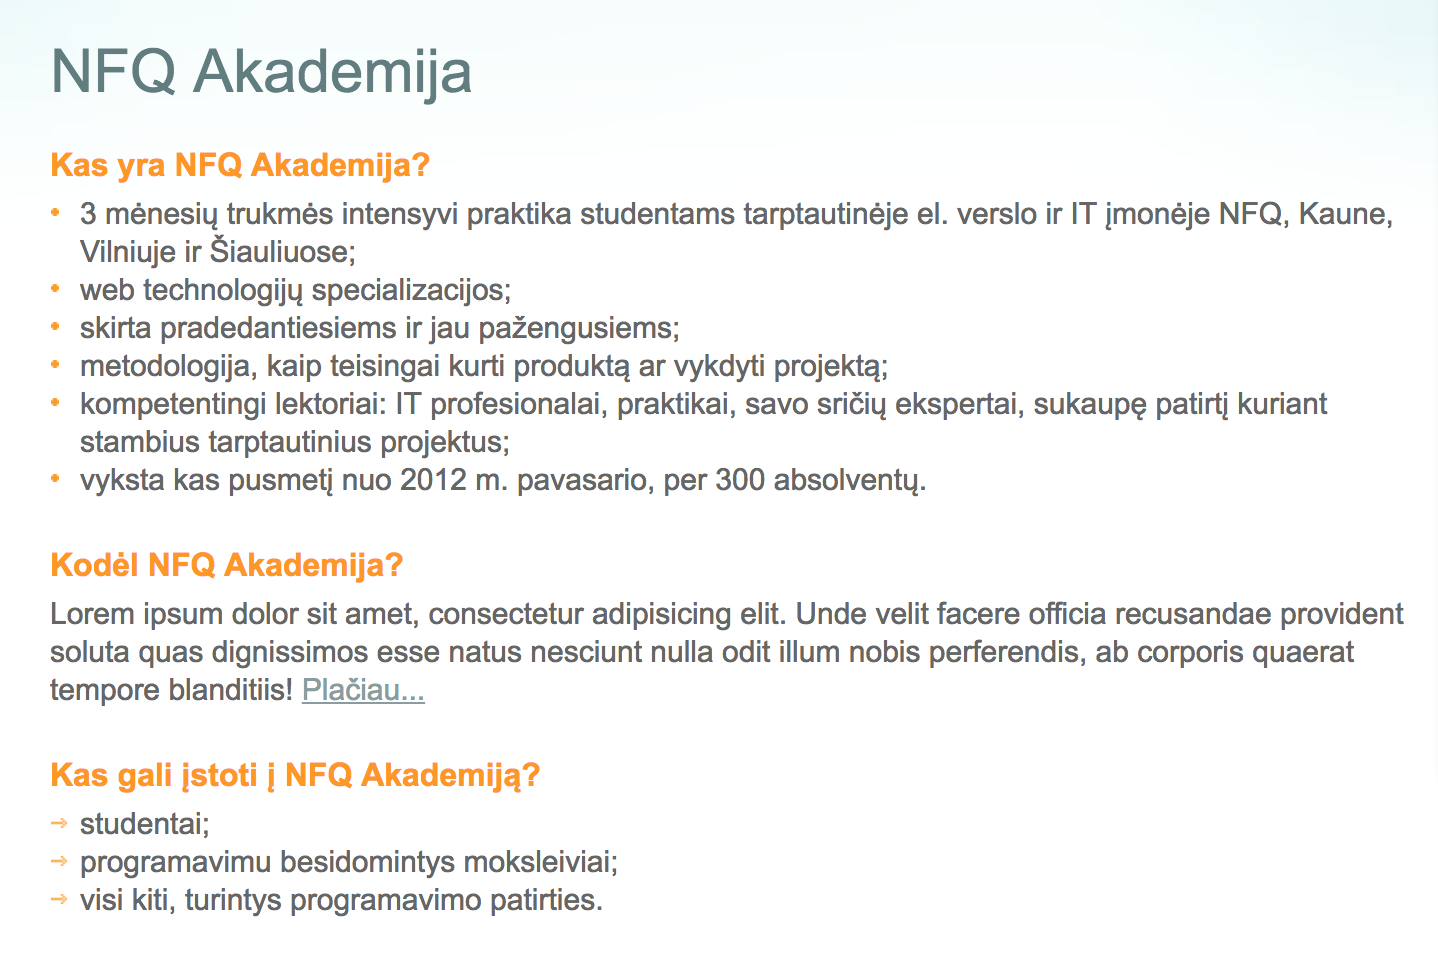 NFQ Akademija
Kas yra NFQ Akademija?
3 mėnesių trukmės intensyvi praktika studentams tarptautinėje el. verslo ir IT įmonėje NFQ, Kaune,
Vilniuje ir Šiauliuose;
web technologijų specializacijos;
skirta pradedantiesiems ir jau pažengusiems;
metodologija, kaip teisingai kurti produktą ar vykdyti projektą;
kompetentingi lektoriai: IT profesionalai, praktikai, savo sričių ekspertai, sukaupę patirtį kuriant
stambius tarptautinius projektus;
vyksta kas pusmetį nuo 2012 m. pavasario, per 300 absolventų.
Kodėl NFQ Akademija?
Lorem ipsum dolor sit amet, consectetur adipisicing elit. Unde velit facere officia recusandae provident
soluta quas dignissimos esse natus nesciunt nulla odit illum nobis perferendis, ab corporis quaerat
tempore blanditiis! Plačiau...
Kas gali įstoti į NFQ Akademiją?
→ studentai;
→ programavimu besidomintys moksleiviai;
→ visi kiti, turintys programavimo patirties.